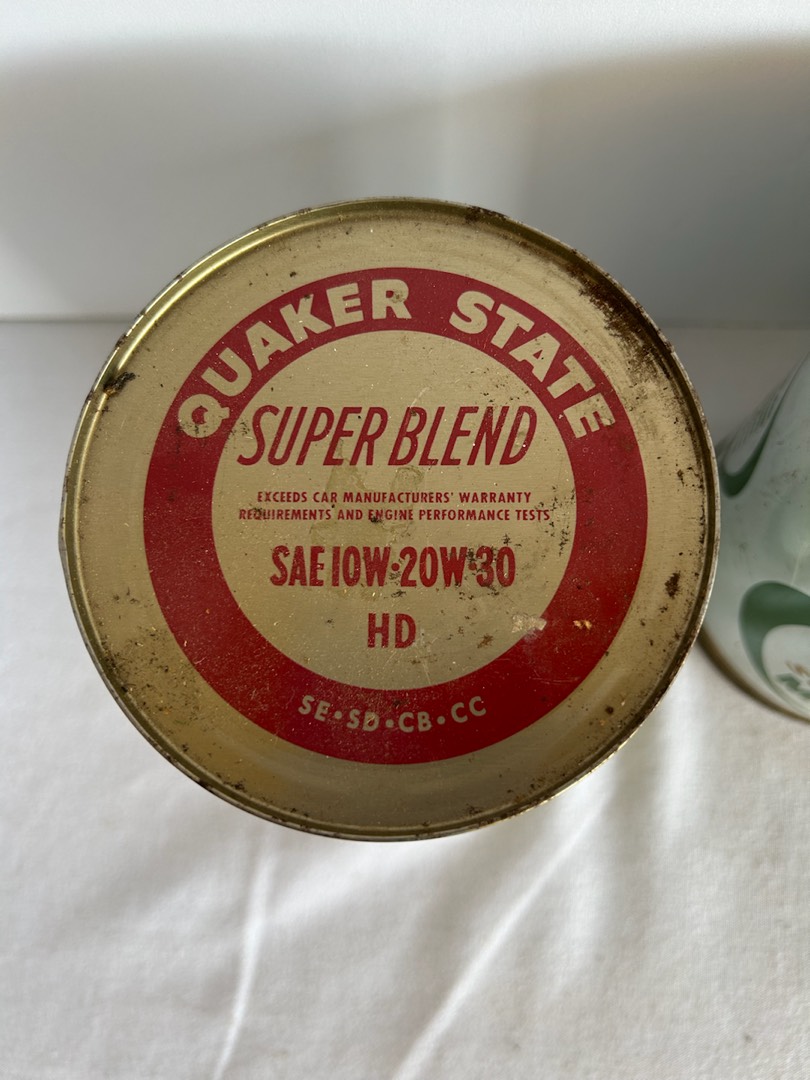 QUAKER STATE
SUPER BLEND
EXCEEDS CAR MANUFACTURERS' WARRANTY
REQUIREMENTS AND ENGINE PERFORMANCE TESTS
SAE 10W•20W•30
HD
SE•SD•CB•CC